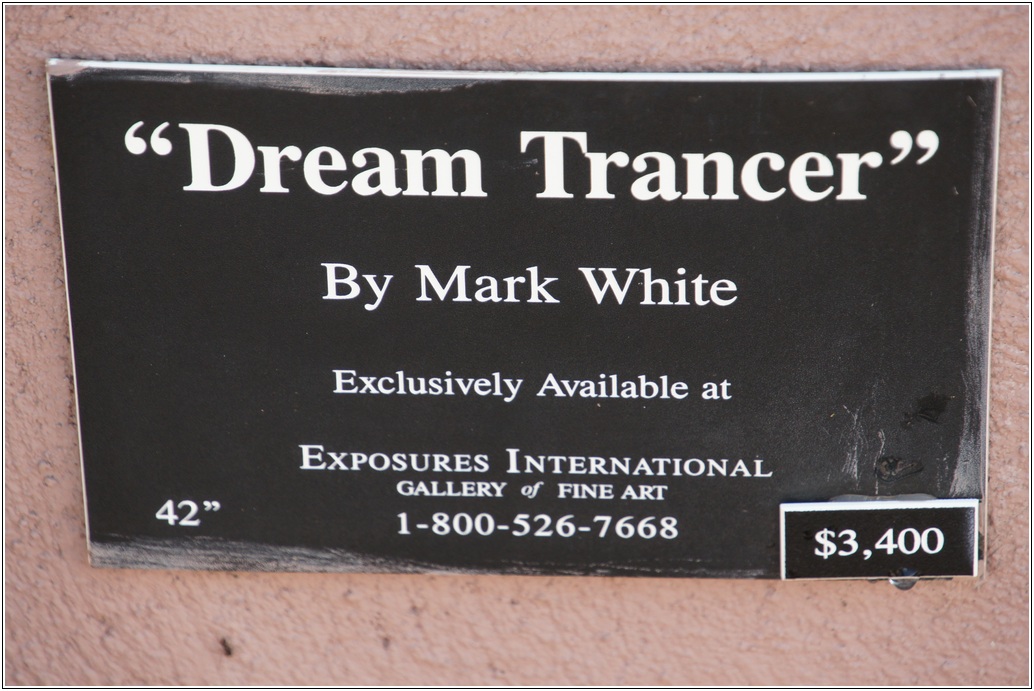 “Dream Trancer”
By Mark White
Exclusively Available at
EXPOSURES INTERNATIONAL
GALLERY of FINE ART
42”
1-800-526-7668
$3,400